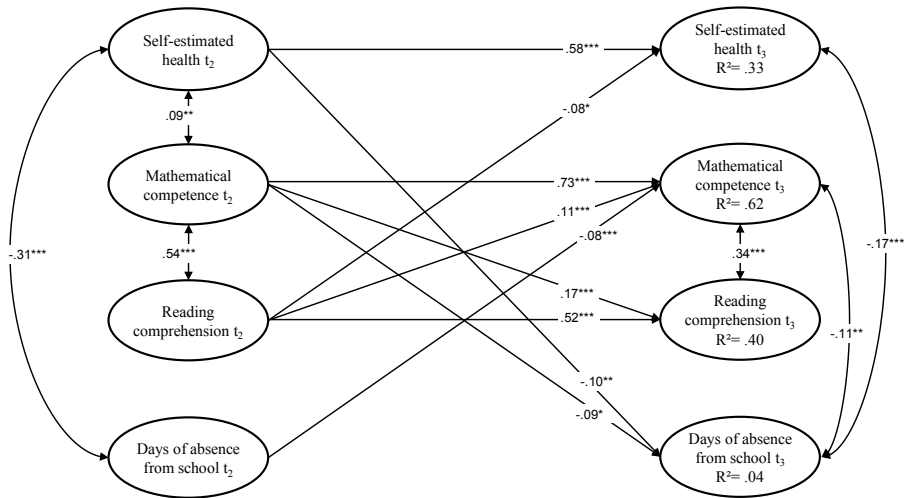 Self-estimated
health t₂
Self-estimated
health t₃
R²= .33
.58***
-.08*
.09**
Mathematical
competence t₂
Mathematical
competence t₃
R²= .62
.73***
.11***
-.08***
-.31***
.54***
.34***
-.17***
Reading
comprehension t₂
Reading
comprehension t₃
R²= .40
.17***
.52***
-.11**
-.10**
-.09*
Days of absence
from school t₂
Days of absence
from school t₃
R²= .04